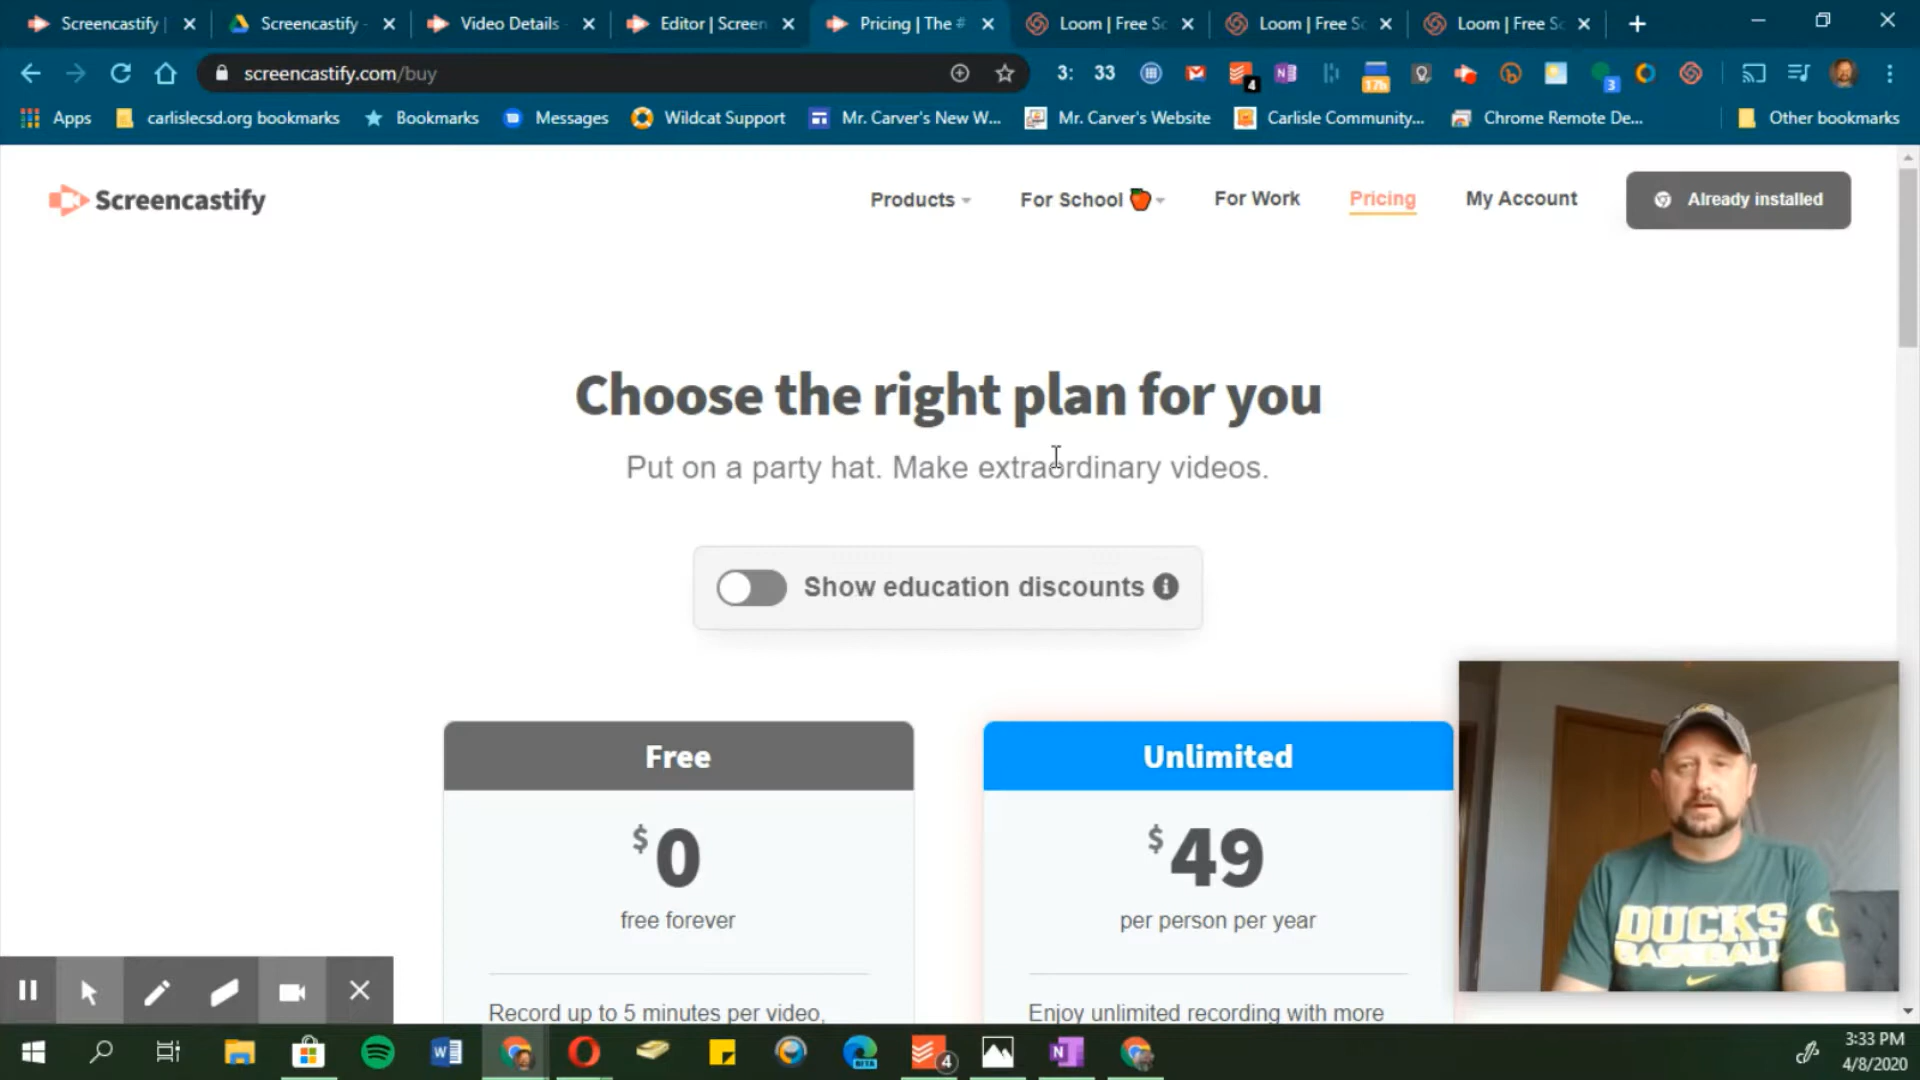 Screencastify |
Screencastify -
Video Details -
Editor | Screen
Pricing | The #
Loom | Free Sc
Loom | Free Sc
Loom | Free Sc
screencastify.com/buy
3: 33
4
17h
3
Apps
carlislecsd.org bookmarks
Bookmarks
Messages
Wildcat Support
Mr. Carver's New W...
Mr. Carver's Website
Carlisle Community...
Chrome Remote De...
Other bookmarks
Screencastify
Products
For School
For Work
Pricing
My Account
Already installed
Choose the right plan for you
Put on a party hat. Make extraordinary videos.
Show education discounts
Free
Unlimited
$0
$49
free forever
per person per year
Record up to 5 minutes per video,
Enjoy unlimited recording with more
DUCKS
BASEBALL
4
3:33 PM
4/8/2020